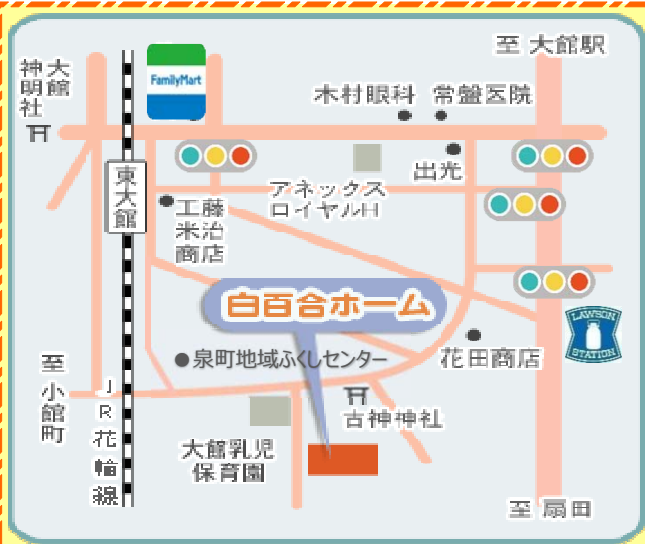 至 大館駅
大館
神明社
FamilyMart
木村眼科
常盤医院
出光
東大館
アネックス
ロイヤルH
工藤
米治
商店
白百合ホーム
LAWSON
STATION
泉町地域ふくしセンター
花田商店
至 小館町
JR花輪線
古神神社
大館乳児
保育園
至 扇田